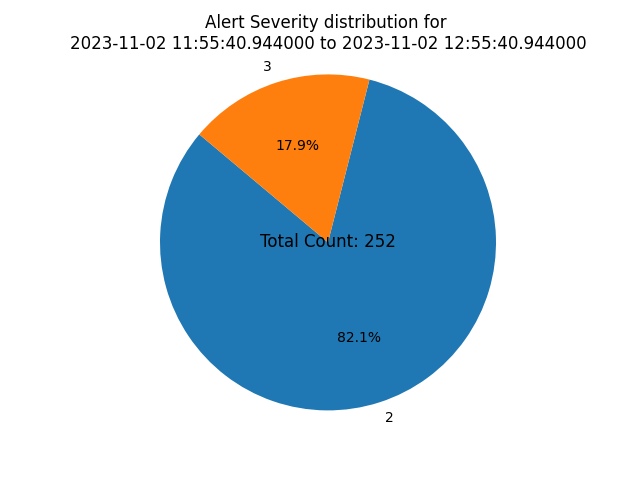 Alert Severity distribution for
2023-11-02 11:55:40.944000 to 2023-11-02 12:55:40.944000
3
17.9%
Total Count: 252
82.1%
2